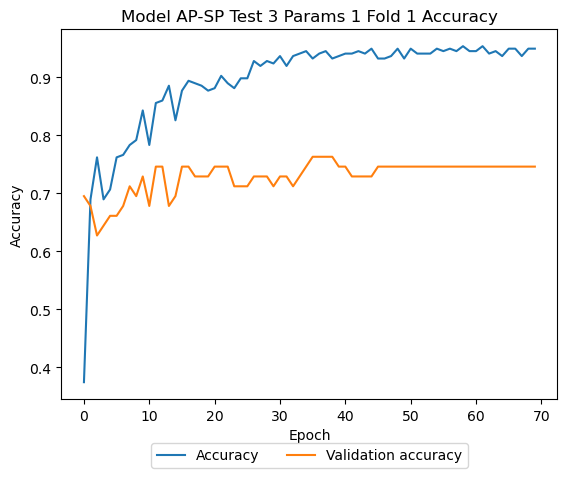 Model AP-SP Test 3 Params 1 Fold 1 Accuracy
Accuracy
0.9
0.8
0.7
0.6
0.5
0.4
0 10 20 30 40 50 60 70
Epoch
Accuracy Validation accuracy